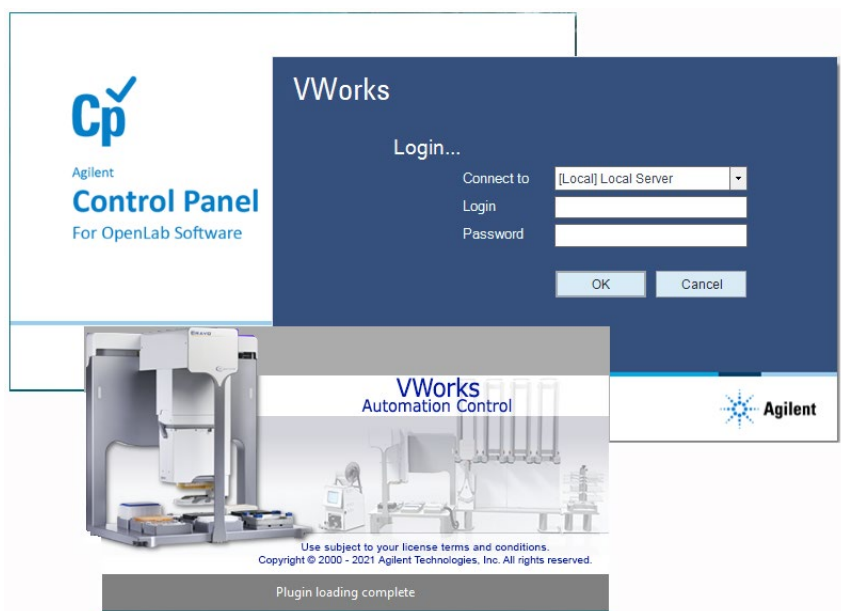 Cp
Agilent
Control Panel
For OpenLab Software
VWorks
Login...
Connect to
[Local] Local Server
Login
Password
OK
Cancel
Agilent
BRAVO
VWorks
Automation Control
Use subject to your license terms and conditions.
Copyright © 2000 - 2021 Agilent Technologies, Inc. All rights reserved.
Plugin loading complete